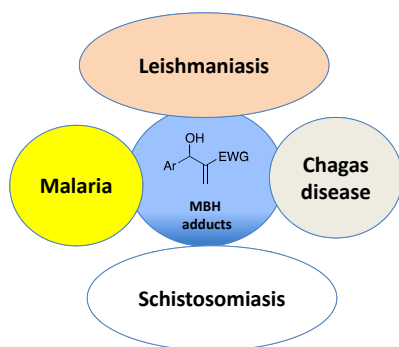 Leishmaniasis
OH
Ar
EWG
MBH
adducts
Malaria
Chagas
disease
Schistosomiasis